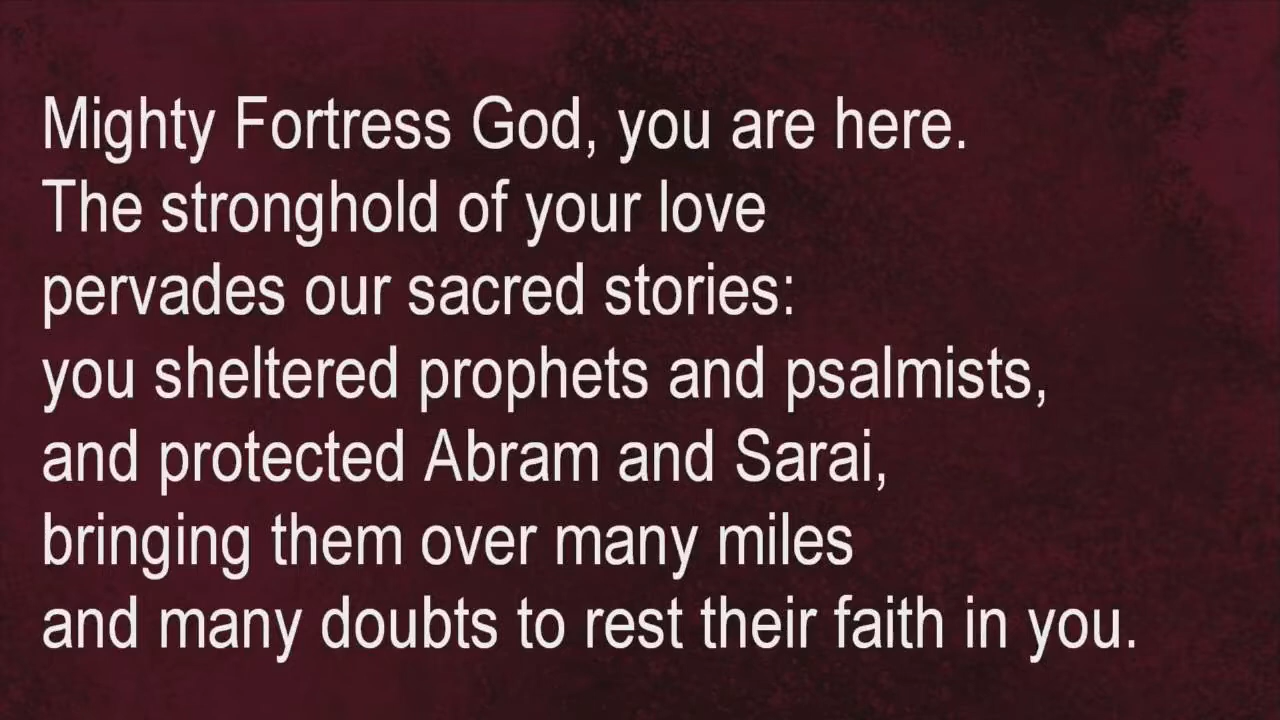 Mighty Fortress God, you are here.
The stronghold of your love
pervades our sacred stories:
you sheltered prophets and psalmists,
and protected Abram and Sarai,
bringing them over many miles
and many doubts to rest their faith in you.